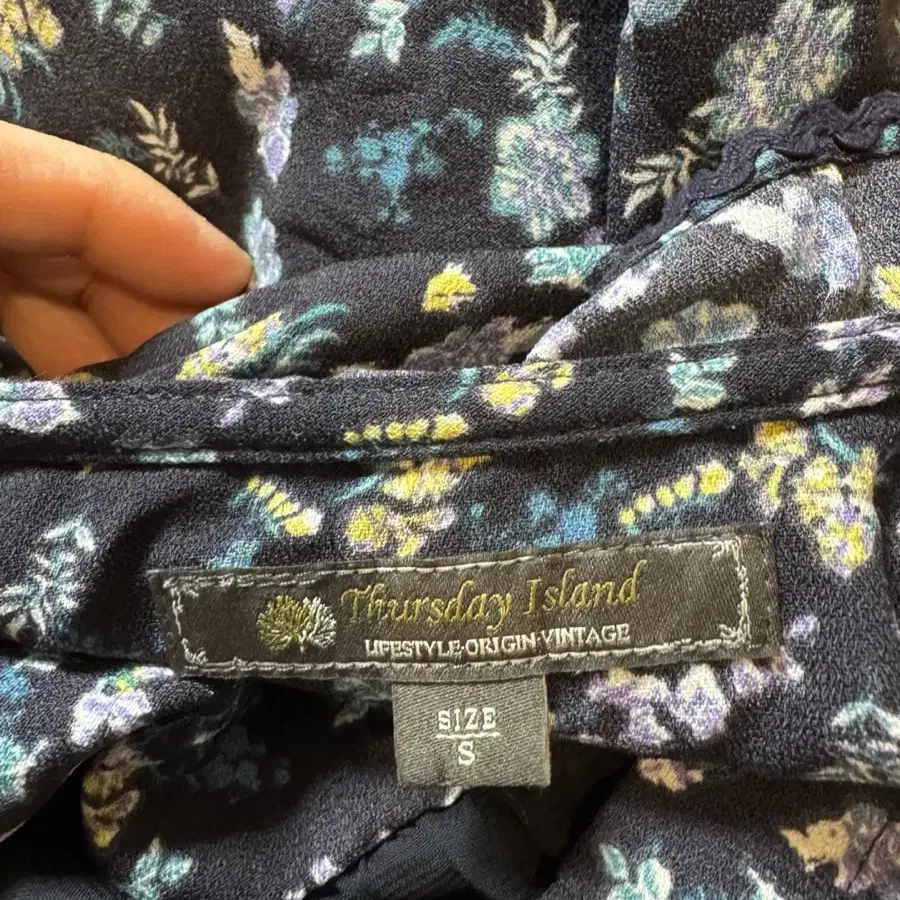 Thursday Island
LIFESTYLE·ORIGIN·VINTAGE
SIZE
S